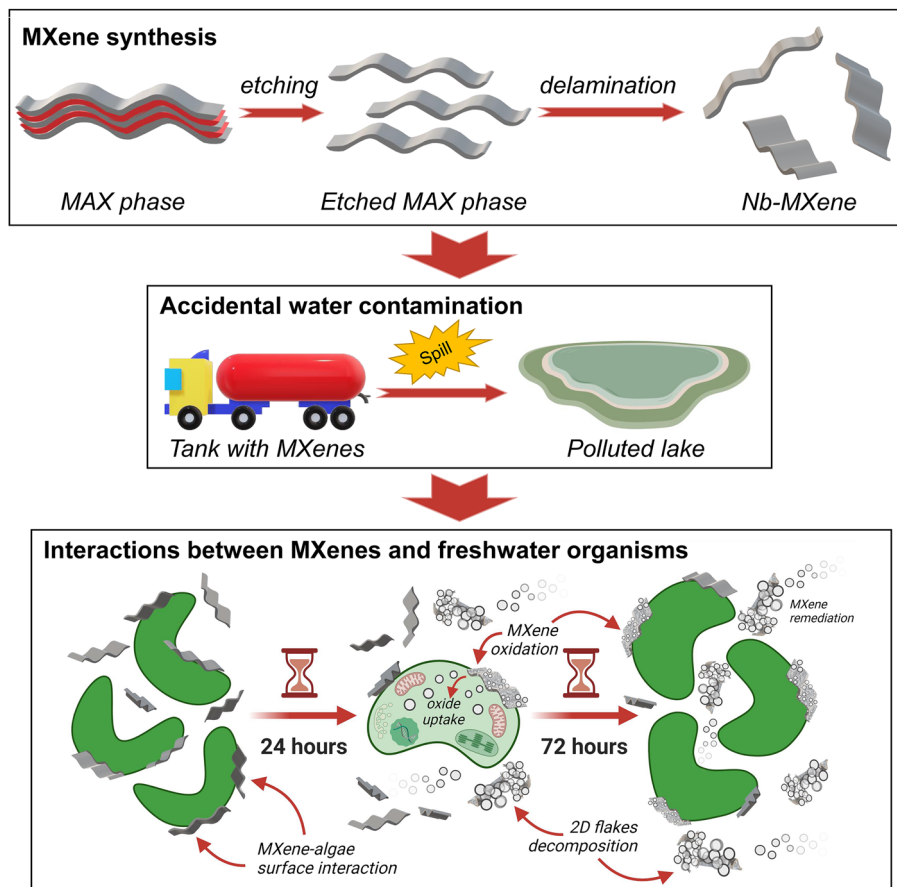 MXene synthesis
etching
delamination
MAX phase
Etched MAX phase
Nb-MXene
Accidental water contamination
Spill
Tank with MXenes
Polluted lake
Interactions between MXenes and freshwater organisms
MXene
remediation
MXene
oxidation
oxide
uptake
24 hours
72 hours
MXene-algae
surface interaction
2D flakes
decomposition